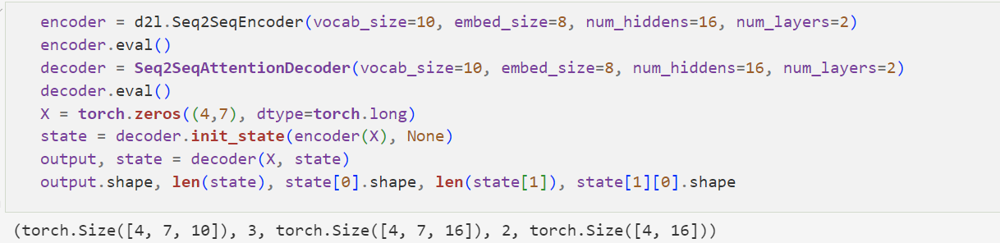 encoder = d2l.Seq2SeqEncoder(vocab_size=10, embed_size=8, num_hiddens=16, num_layers=2)
encoder.eval()
decoder = Seq2SeqAttentionDecoder(vocab_size=10, embed_size=8, num_hiddens=16, num_layers=2)
decoder.eval()
X = torch.zeros((4,7), dtype=torch.long)
state = decoder.init_state(encoder(X), None)
output, state = decoder(X, state)
output.shape, len(state), state[0].shape, len(state[1]), state[1][0].shape
(torch.Size([4, 7, 10]), 3, torch.Size([4, 7, 16]), 2, torch.Size([4, 16]))